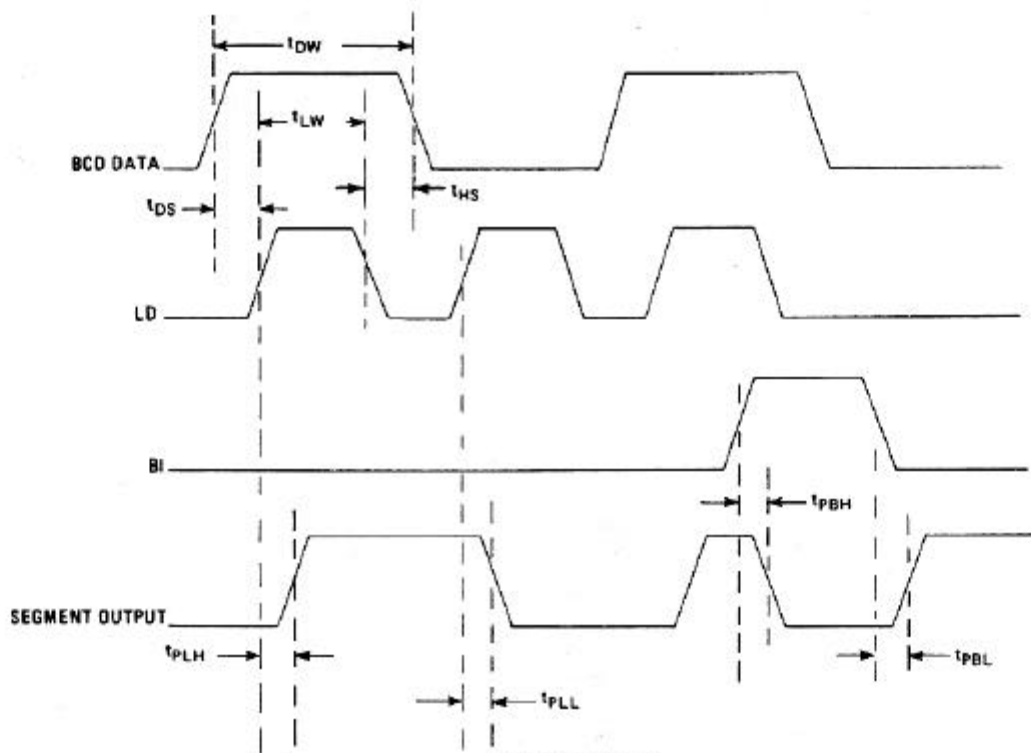 tDW
tLW
BCD DATA
tHS
tDS
LD
BI
tPBH
SEGMENT OUTPUT
tPLH
tPBL
tPLL